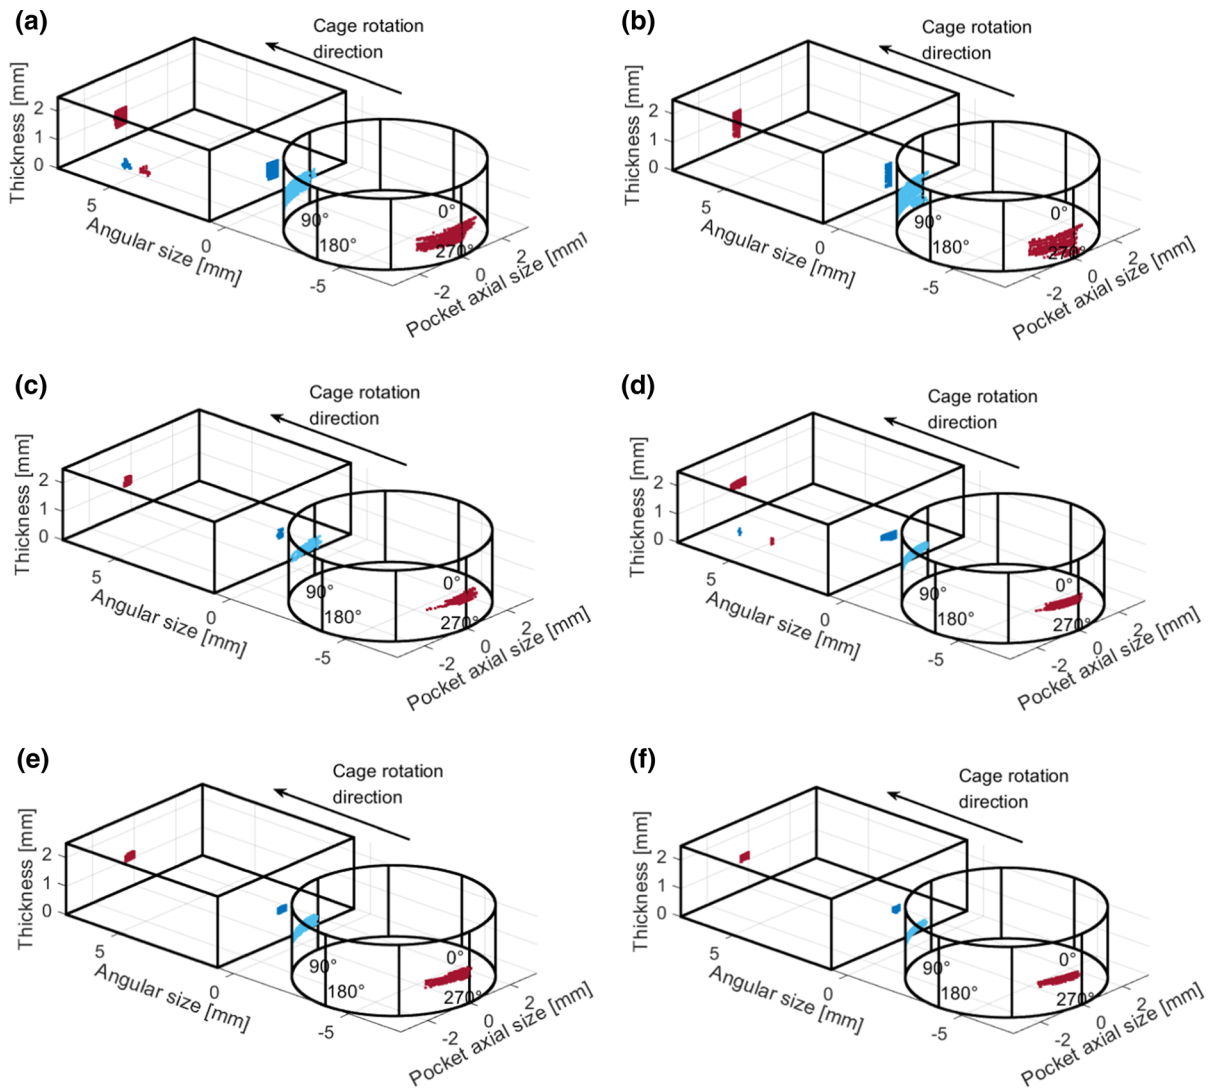 (a)
Cage rotation
direction
Thickness [mm]
2
1
0
5
0
-5
Angular size [mm]
90°
180°
0°
270°
2
0
-2
Pocket axial size [mm]
(b)
Cage rotation
direction
Thickness [mm]
2
1
0
5
0
-5
Angular size [mm]
90°
180°
0°
270°
2
0
-2
Pocket axial size [mm]
(c)
Cage rotation
direction
Thickness [mm]
2
1
0
5
0
-5
Angular size [mm]
90°
180°
0°
270°
2
0
-2
Pocket axial size [mm]
(d)
Cage rotation
direction
Thickness [mm]
2
1
0
5
0
-5
Angular size [mm]
90°
180°
0°
270°
2
0
-2
Pocket axial size [mm]
(e)
Cage rotation
direction
Thickness [mm]
2
1
0
5
0
-5
Angular size [mm]
90°
180°
0°
270°
2
0
-2
Pocket axial size [mm]
(f)
Cage rotation
direction
Thickness [mm]
2
1
0
5
0
-5
Angular size [mm]
90°
180°
0°
270°
2
0
-2
Pocket axial size [mm]